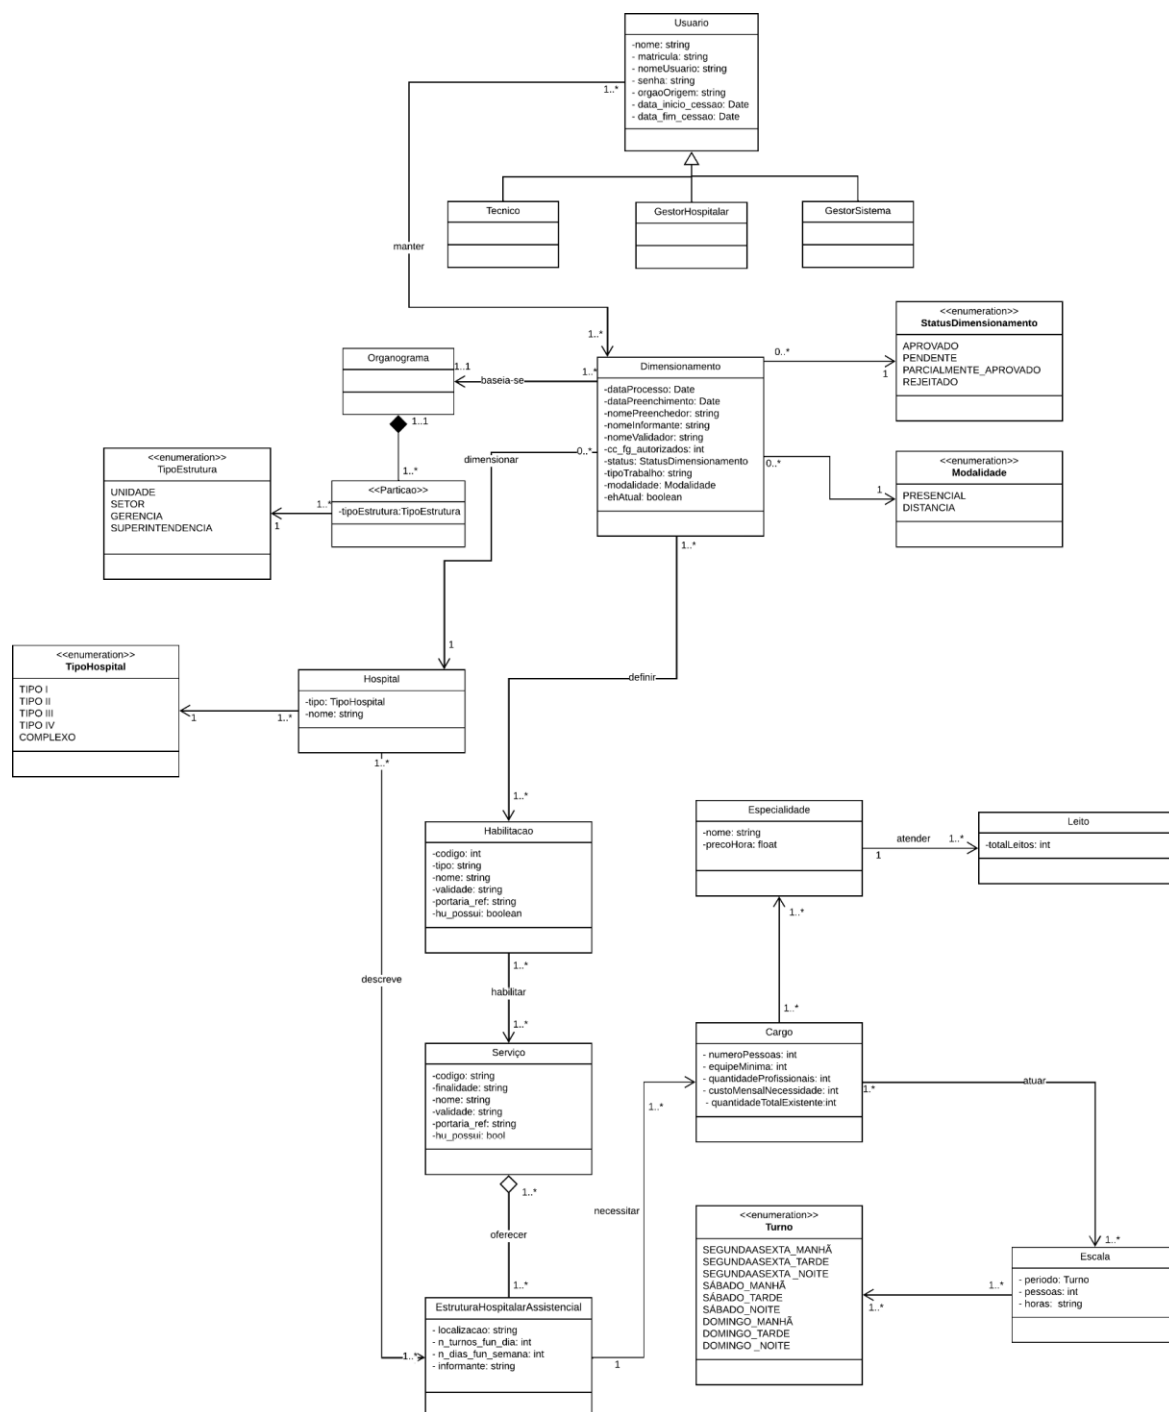 Usuario
-nome: string
- matricula: string
- nomeUsuario: string
- senha: string
- orgaoOrigem: string
- data_inicio_cessao: Date
- data_fim_cessao: Date
1..*
Tecnico
GestorHospitalar
GestorSistema
manter
1..*
<<enumeration>>
StatusDimensionamento
APROVADO
PENDENTE
PARCIALMENTE_APROVADO
REJEITADO
0..*
1
Organograma
1..1
baseia-se
1..*
Dimensionamento
-dataProcesso: Date
-dataPreenchimento: Date
-nomePreenchedor: string
-nomeInformante: string
-nomeValidador: string
-cc_fg_autorizados: int
-status: StatusDimensionamento
-tipoTrabalho: string
-modalidade: Modalidade
-ehAtual: boolean
1..1
1..*
dimensionar
0..*
0..*
1
<<enumeration>>
Modalidade
PRESENCIAL
DISTANCIA
<<enumeration>>
TipoEstrutura
UNIDADE
SETOR
GERENCIA
SUPERINTENDENCIA
1..*
1
<<Particao>>
-tipoEstrutura:TipoEstrutura
1..*
1
<<enumeration>>
TipoHospital
TIPO I
TIPO II
TIPO III
TIPO IV
COMPLEXO
1
1..*
Hospital
-tipo: TipoHospital
-nome: string
definir
1..*
1..*
Habilitacao
-codigo: int
-tipo: string
-nome: string
-validade: string
-portaria_ref: string
-hu_possui: boolean
Especialidade
-nome: string
-precoHora: float
atender
1
1..*
Leito
-totalLeitos: int
1..*
descreve
1..*
habilitar
1..*
1..*
Serviço
-codigo: string
-finalidade: string
-nome: string
-validade: string
-portaria_ref: string
-hu_possui: bool
Cargo
- numeroPessoas: int
- equipeMinima: int
- quantidadeProfissionais: int
- custoMensalNecessidade: int
- quantidadeTotalExistente:int
1..*
1.*
atuar
1..*
oferecer
necessitar
1..*
<<enumeration>>
Turno
SEGUNDAASEXTA_MANHÃ
SEGUNDAASEXTA_TARDE
SEGUNDAASEXTA _NOITE
SÁBADO_MANHÃ
SÁBADO_TARDE
SÁBADO_NOITE
DOMINGO_MANHÃ
DOMINGO_TARDE
DOMINGO _NOITE
1..*
Escala
- periodo: Turno
- pessoas: int
- horas: string
1..*
1..*
EstruturaHospitalarAssistencial
- localizacao: string
- n_turnos_fun_dia: int
- n_dias_fun_semana: int
- informante: string
1..*
1